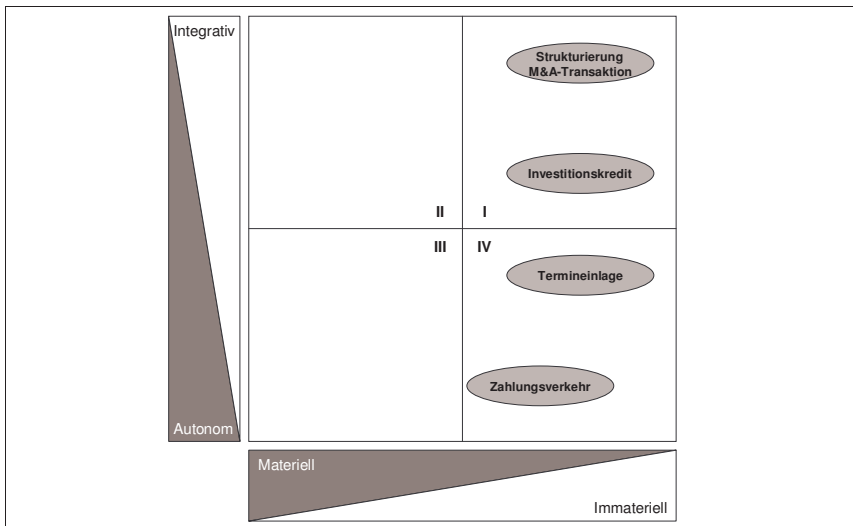 Integrativ
Strukturierung
M&A-Transaktion
Investitionskredit
II I
III IV
Termineinlage
Zahlungsverkehr
Autonom
Materiell
Immateriell